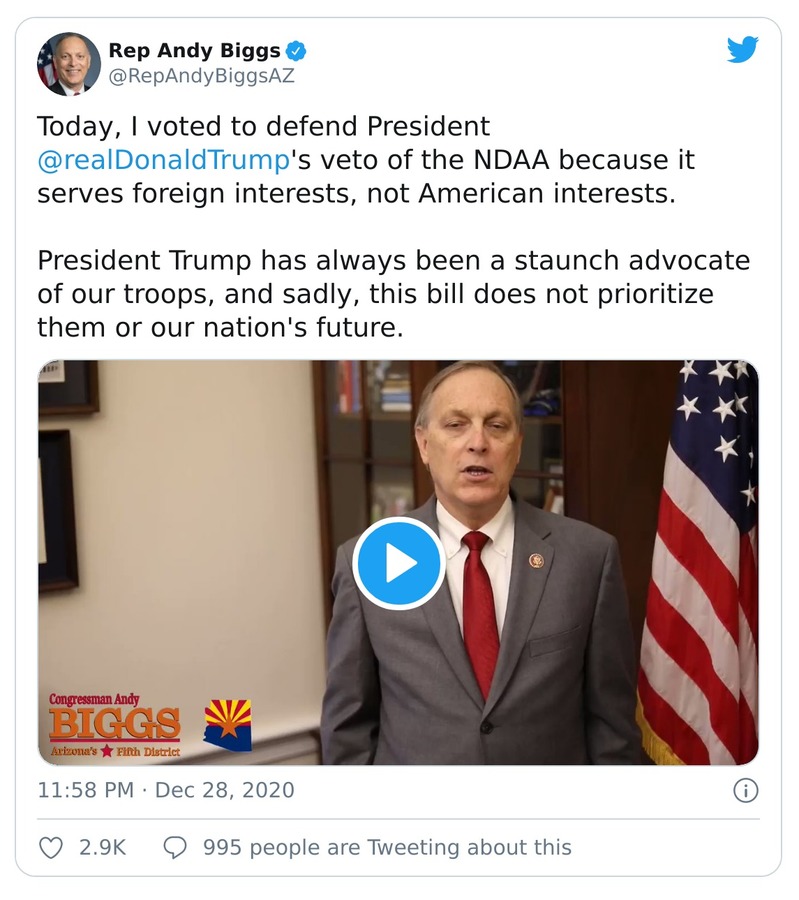 Rep Andy Biggs
@RepAndyBiggsAZ
Today, I voted to defend President
@realDonaldTrump's veto of the NDAA because it
serves foreign interests, not American interests.
President Trump has always been a staunch advocate
of our troops, and sadly, this bill does not prioritize
them or our nation's future.
Congressman Andy
BIGGS
Arizona's Fifth District
11:58 PM · Dec 28, 2020
2.9K 995 people are Tweeting about this